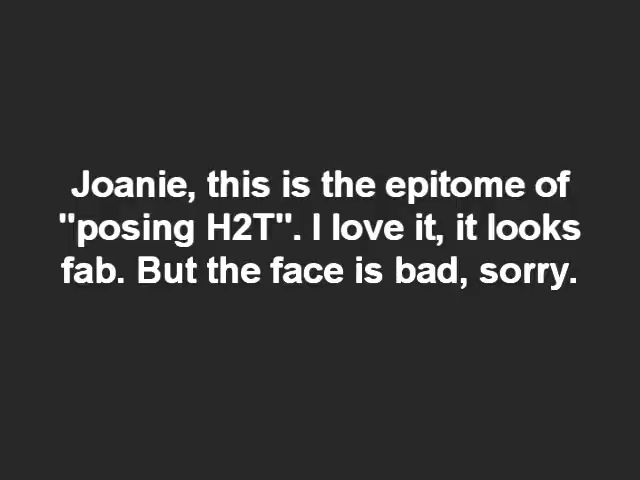 Joanie, this is the epitome of
"posing H2T". I love it, it looks
fab. But the face is bad, sorry.